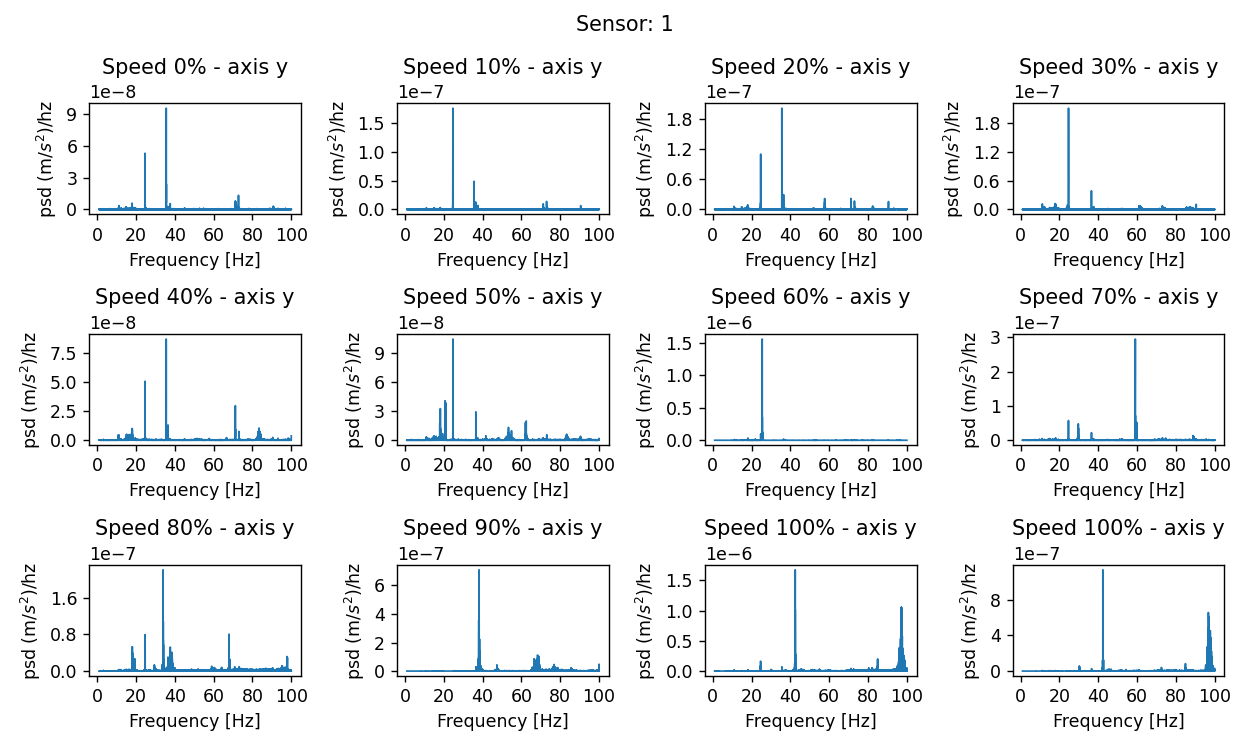 Sensor: 1
Speed 0% - axis y
Speed 10% - axis y
Speed 20% - axis y
Speed 30% - axis y
1e−8
1e−7
1e−7
1e−7
psd (m/s²)/hz
9
6
3
0
psd (m/s²)/hz
1.5
1.0
0.5
0.0
psd (m/s²)/hz
1.8
1.2
0.6
0.0
psd (m/s²)/hz
1.8
1.2
0.6
0.0
0 20 40 60 80 100
0 20 40 60 80 100
0 20 40 60 80 100
0 20 40 60 80 100
Frequency [Hz]
Frequency [Hz]
Frequency [Hz]
Frequency [Hz]
Speed 40% - axis y
Speed 50% - axis y
Speed 60% - axis y
Speed 70% - axis y
1e−8
1e−8
1e−6
1e−7
psd (m/s²)/hz
7.5
5.0
2.5
0.0
psd (m/s²)/hz
9
6
3
0
psd (m/s²)/hz
1.5
1.0
0.5
0.0
psd (m/s²)/hz
3
2
1
0
0 20 40 60 80 100
0 20 40 60 80 100
0 20 40 60 80 100
0 20 40 60 80 100
Frequency [Hz]
Frequency [Hz]
Frequency [Hz]
Frequency [Hz]
Speed 80% - axis y
Speed 90% - axis y
Speed 100% - axis y
Speed 100% - axis y
1e−7
1e−7
1e−6
1e−7
psd (m/s²)/hz
1.6
0.8
0.0
psd (m/s²)/hz
6
4
2
0
psd (m/s²)/hz
1.5
1.0
0.5
0.0
psd (m/s²)/hz
8
4
0
0 20 40 60 80 100
0 20 40 60 80 100
0 20 40 60 80 100
0 20 40 60 80 100
Frequency [Hz]
Frequency [Hz]
Frequency [Hz]
Frequency [Hz]